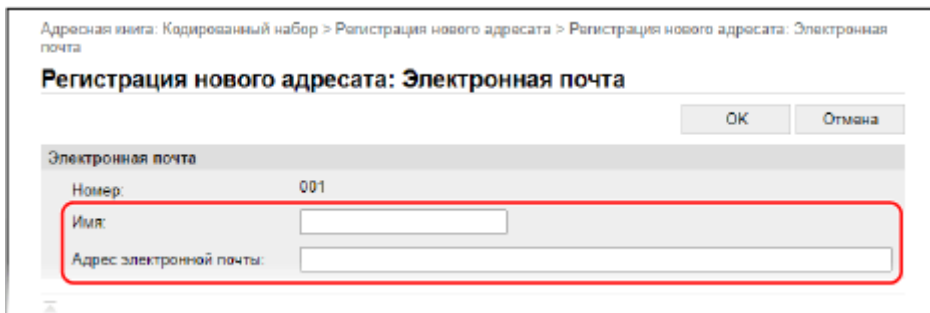 Адресная книга: Кодированный набор > Регистрация нового адресата > Регистрация нового адресата: Электронная
почта
Регистрация нового адресата: Электронная почта
OK Отмена
Электронная почта
Номер: 001
Имя:
Адрес электронной почты: